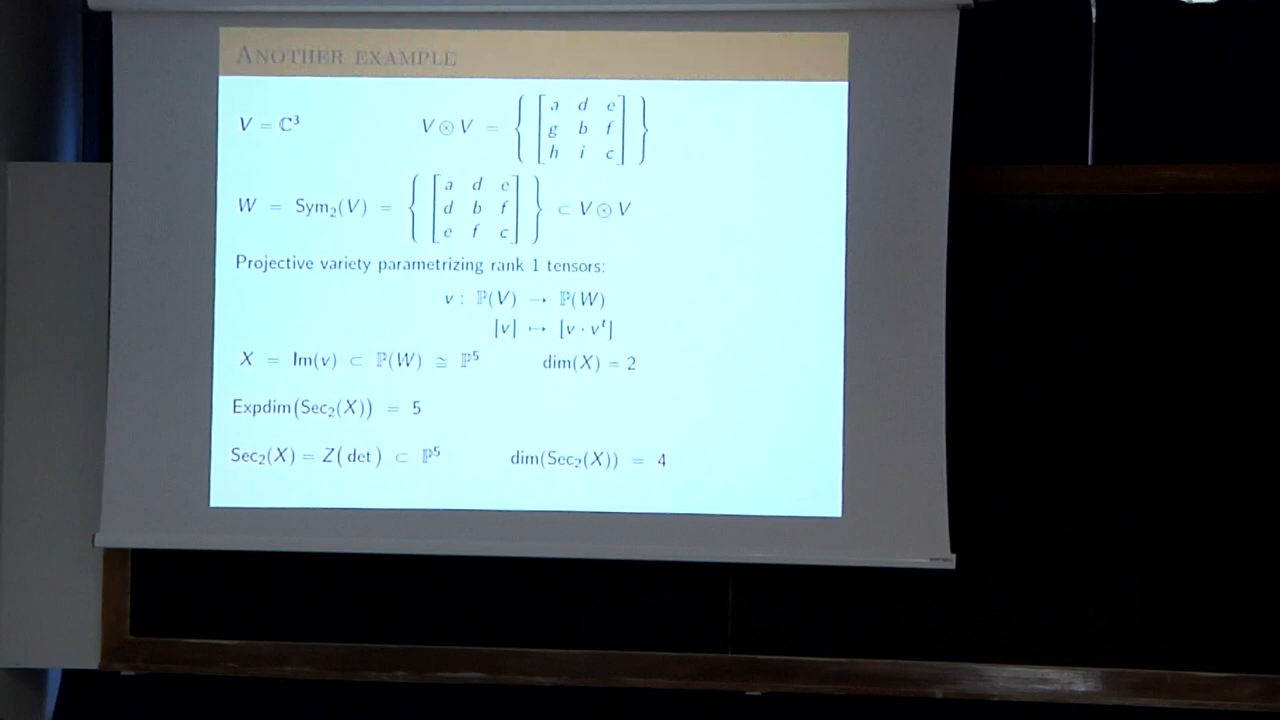 ANOTHER EXAMPLE
V = ℂ³ V ⊗ V = { [ a d e
g b f
h i c ] }
W = Sym₂(V) = { [ a d e
d b f
e f c ] } ⊂ V ⊗ V
Projective variety parametrizing rank 1 tensors:
v : ℙ(V) → ℙ(W)
[v] ↦ [v · vᵗ]
X = Im(v) ⊂ ℙ(W) ≅ ℙ⁵ dim(X) = 2
Expdim(Sec₂(X)) = 5
Sec₂(X) = Z(det) ⊂ ℙ⁵ dim(Sec₂(X)) = 4